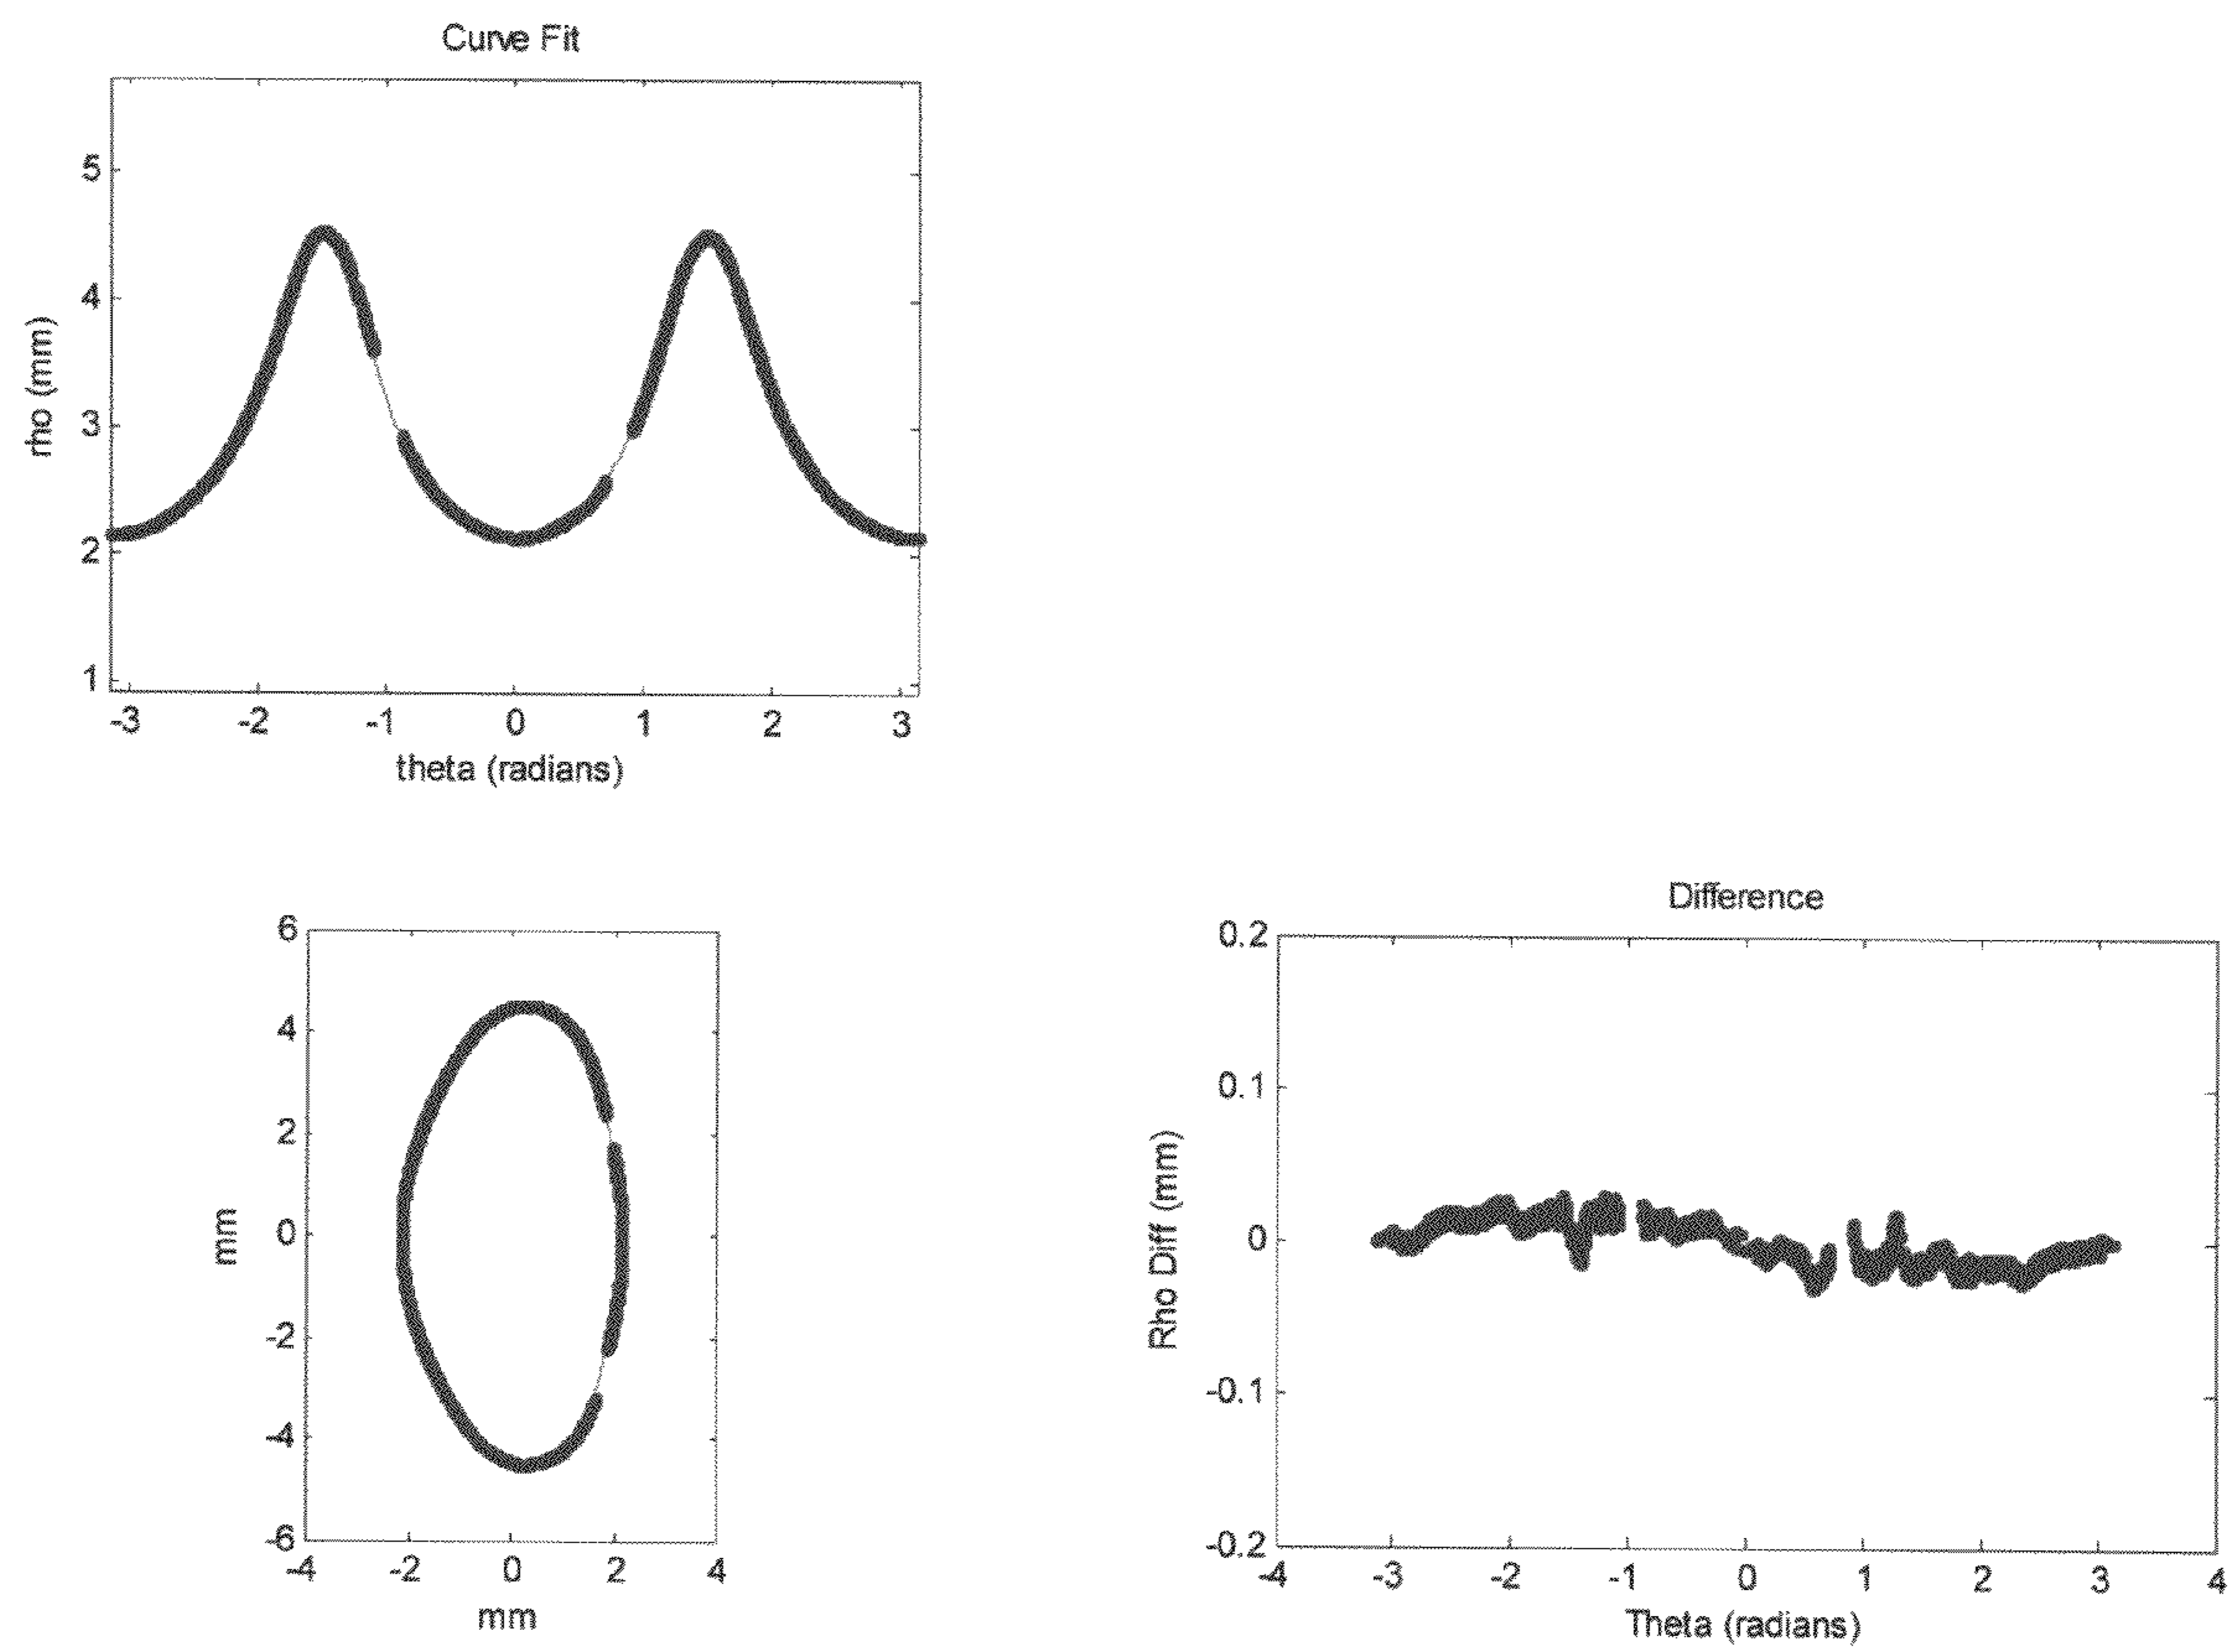 Curve Fit
5
4
3
2
1
rho (mm)
-3 -2 -1 0 1 2 3
theta (radians)
6
4
2
0
-2
-4
-6
mm
-4 -2 0 2 4
mm
Difference
0.2
0.1
0
-0.1
-0.2
Rho Diff (mm)
-4 -3 -2 -1 0 1 2 3 4
Theta (radians)